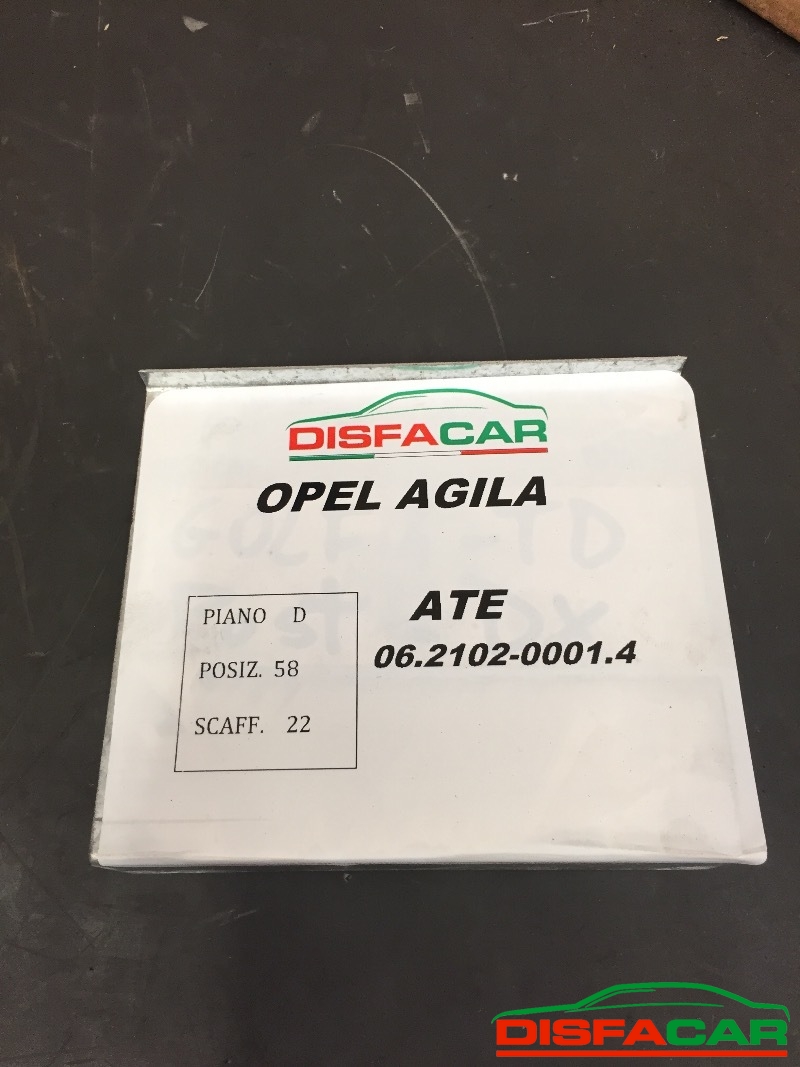 DISFACAR
OPEL AGILA
PIANO D
POSIZ. 58
SCAFF. 22
ATE
06.2102-0001.4
DISFACAR